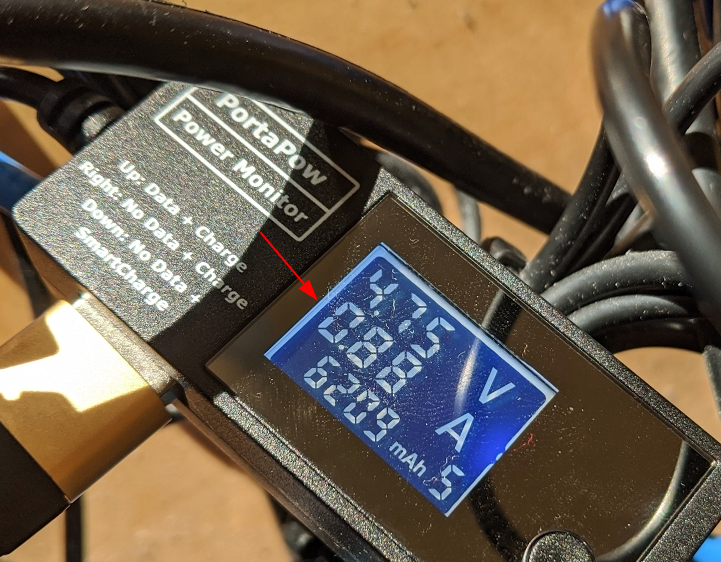 PortaPow
Power Monitor
Up: Data + Charge
Right: No Data + Charge
Down: No Data +
SmartCharge
4.75 V
0.88 A
6209 mAh 5